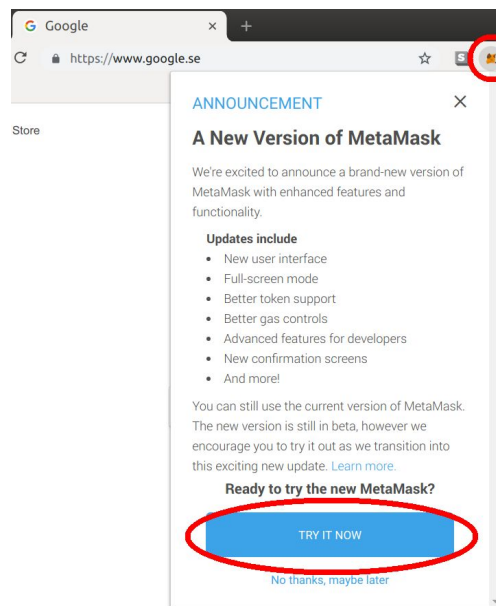 Google
https://www.google.se
S
Store
ANNOUNCEMENT
A New Version of MetaMask
We're excited to announce a brand-new version of
MetaMask with enhanced features and
functionality.
Updates include
• New user interface
• Full-screen mode
• Better token support
• Better gas controls
• Advanced features for developers
• New confirmation screens
• And more!
You can still use the current version of MetaMask.
The new version is still in beta, however we
encourage you to try it out as we transition into
this exciting new update. Learn more.
Ready to try the new MetaMask?
TRY IT NOW
No thanks, maybe later